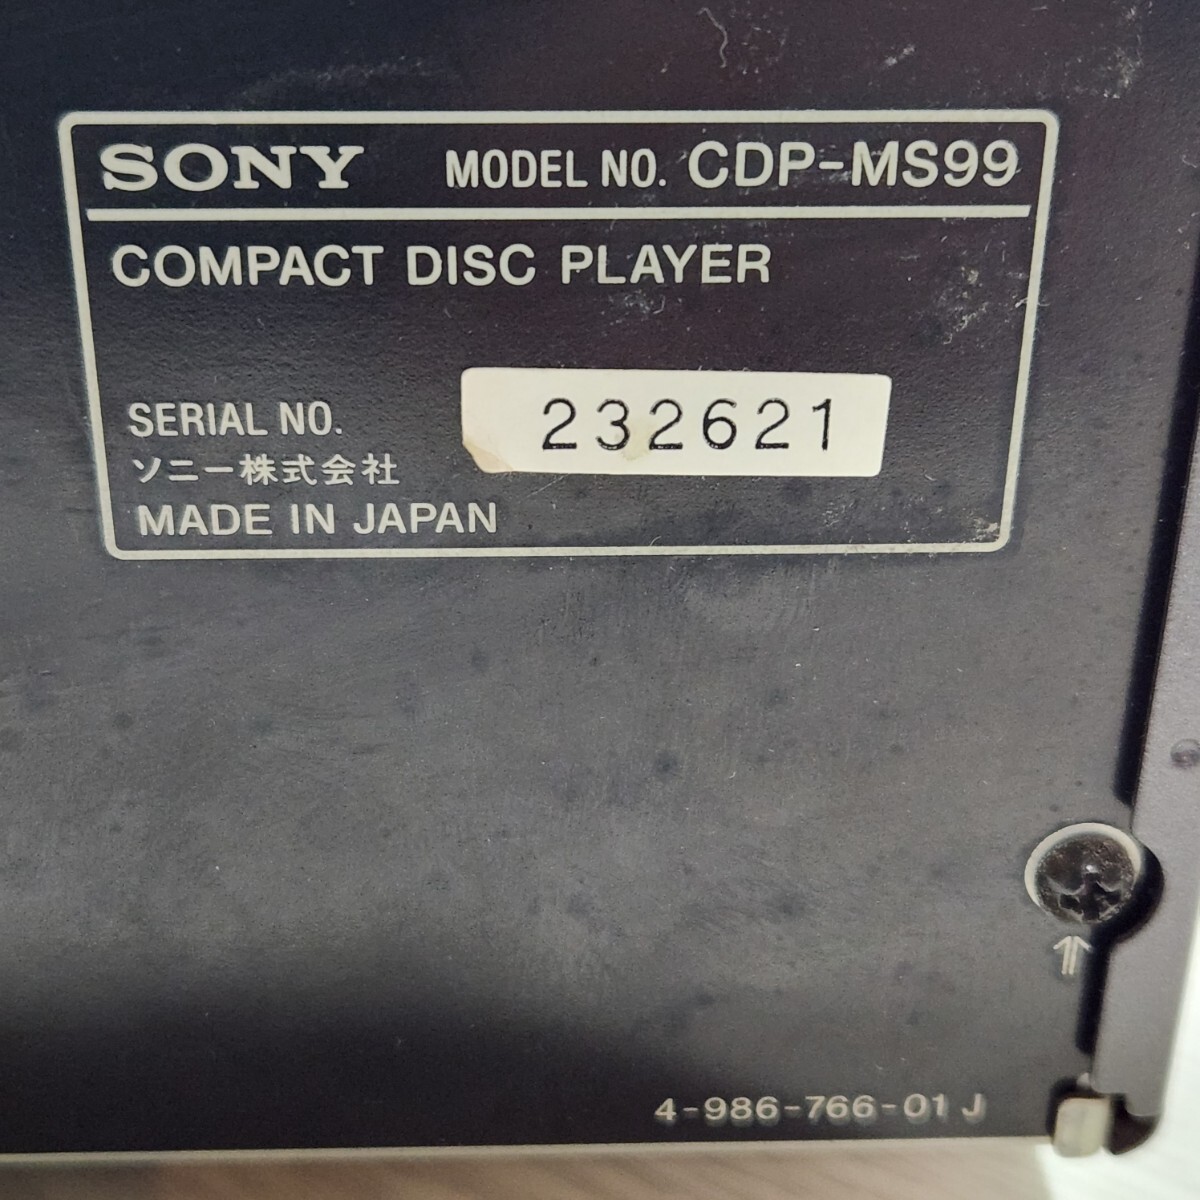 SONY MODEL NO. CDP-MS99
COMPACT DISC PLAYER
SERIAL NO. 232621
ソニー株式会社
MADE IN JAPAN
4-986-766-01 J